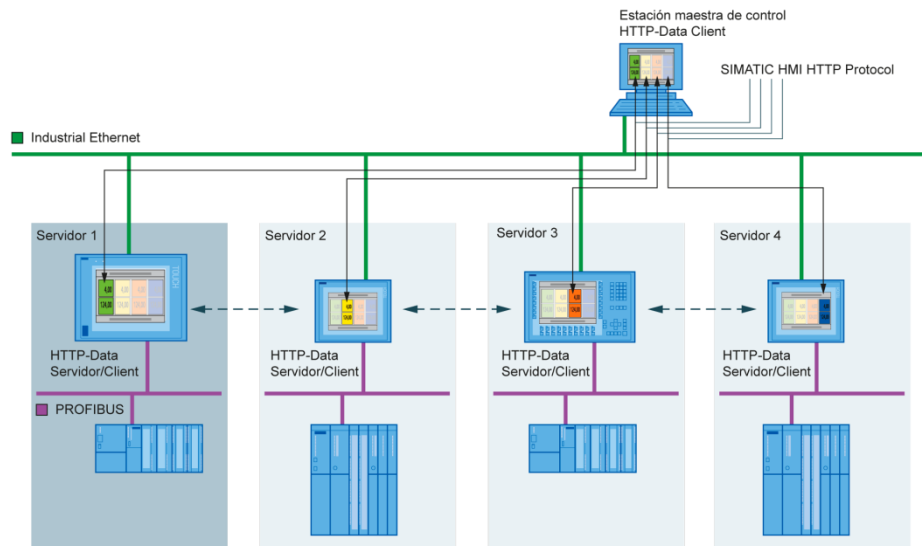 Estación maestra de control
HTTP-Data Client
SIMATIC HMI HTTP Protocol
Industrial Ethernet
Servidor 1
Servidor 2
Servidor 3
Servidor 4
TOUCH
HTTP-Data
Servidor/Client
HTTP-Data
Servidor/Client
HTTP-Data
Servidor/Client
HTTP-Data
Servidor/Client
PROFIBUS